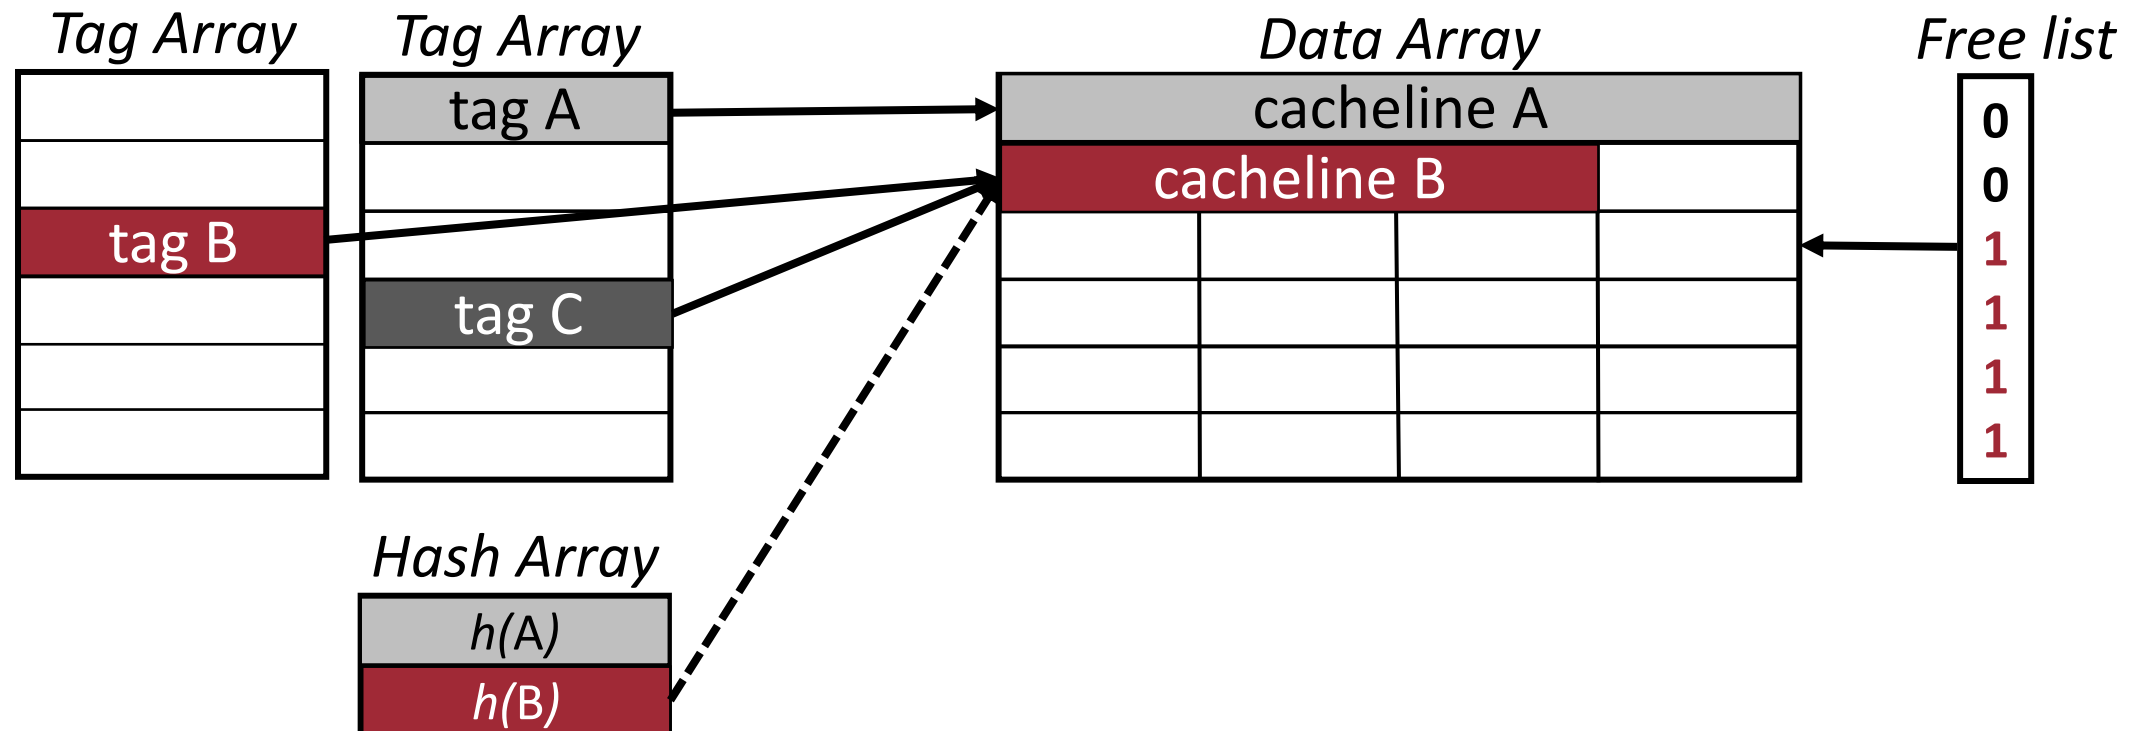 Tag Array
Tag Array
Data Array
Free list
tag A
cacheline A
0
cacheline B
0
tag B
1
tag C
1
1
1
Hash Array
h(A)
h(B)